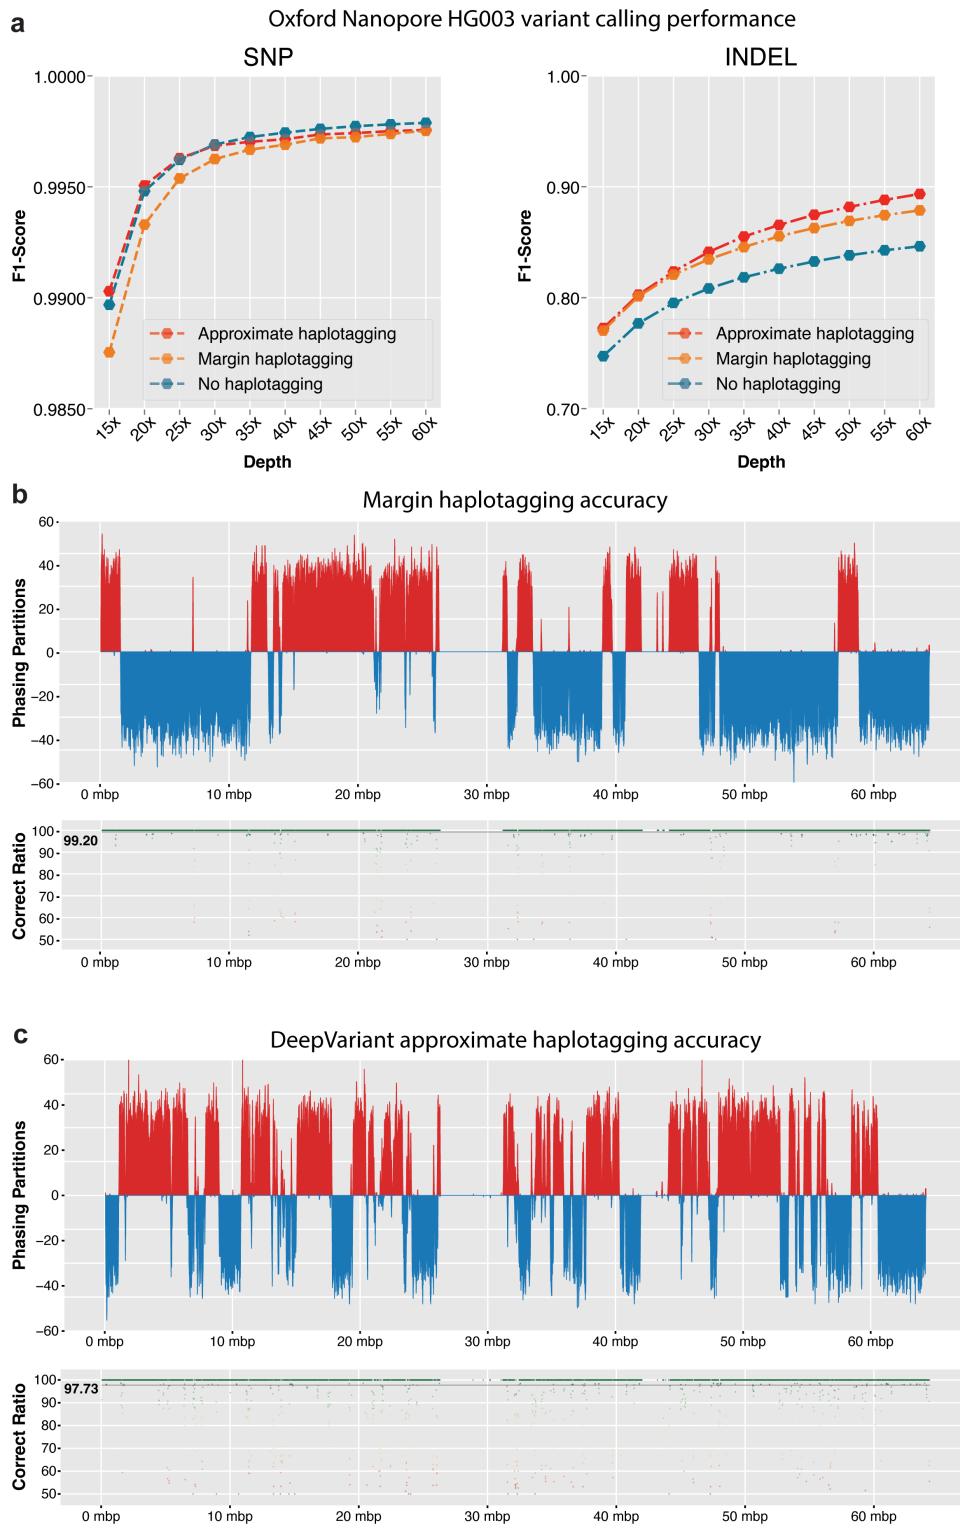 a
Oxford Nanopore HG003 variant calling performance
SNP
1.0000
0.9950
0.9900
0.9850
F1-Score
Approximate haplotagging
Margin haplotagging
No haplotagging
15x 20x 25x 30x 35x 40x 45x 50x 55x 60x
Depth
INDEL
1.00
0.90
0.80
0.70
F1-Score
Approximate haplotagging
Margin haplotagging
No haplotagging
15x 20x 25x 30x 35x 40x 45x 50x 55x 60x
Depth
b
Margin haplotagging accuracy
Phasing Partitions
60
40
20
0
−20
−40
−60
0 mbp 10 mbp 20 mbp 30 mbp 40 mbp 50 mbp 60 mbp
Correct Ratio
100
99.20
90
80
70
60
50
0 mbp 10 mbp 20 mbp 30 mbp 40 mbp 50 mbp 60 mbp
c
DeepVariant approximate haplotagging accuracy
Phasing Partitions
60
40
20
0
−20
−40
−60
0 mbp 10 mbp 20 mbp 30 mbp 40 mbp 50 mbp 60 mbp
Correct Ratio
100
97.73
90
80
70
60
50
0 mbp 10 mbp 20 mbp 30 mbp 40 mbp 50 mbp 60 mbp